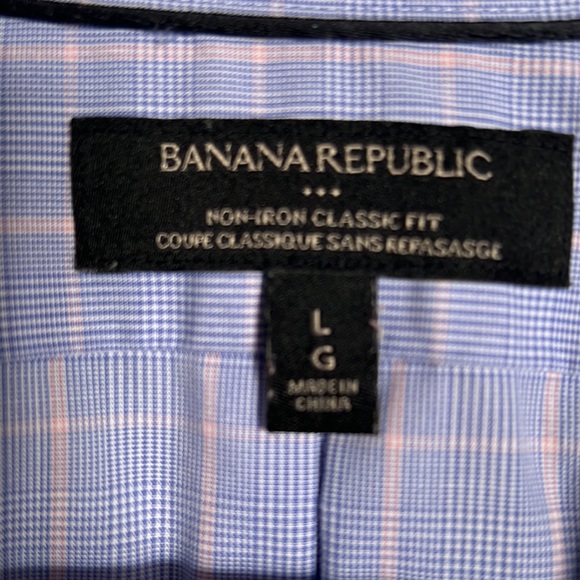 BANANA REPUBLIC
NON-IRON CLASSIC FIT
COUPE CLASSIQUE SANS REPASASGE
L
G
MADE IN
CHINA